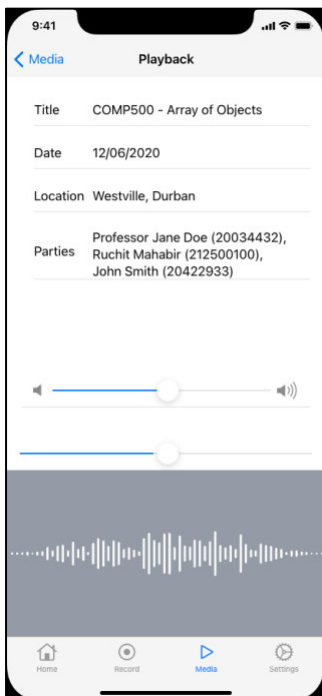 9:41
Media
Playback
Title COMP500 - Array of Objects
Date 12/06/2020
Location Westville, Durban
Parties Professor Jane Doe (20034432),
Ruchit Mahabir (212500100),
John Smith (20422933)
Home Record Media Settings